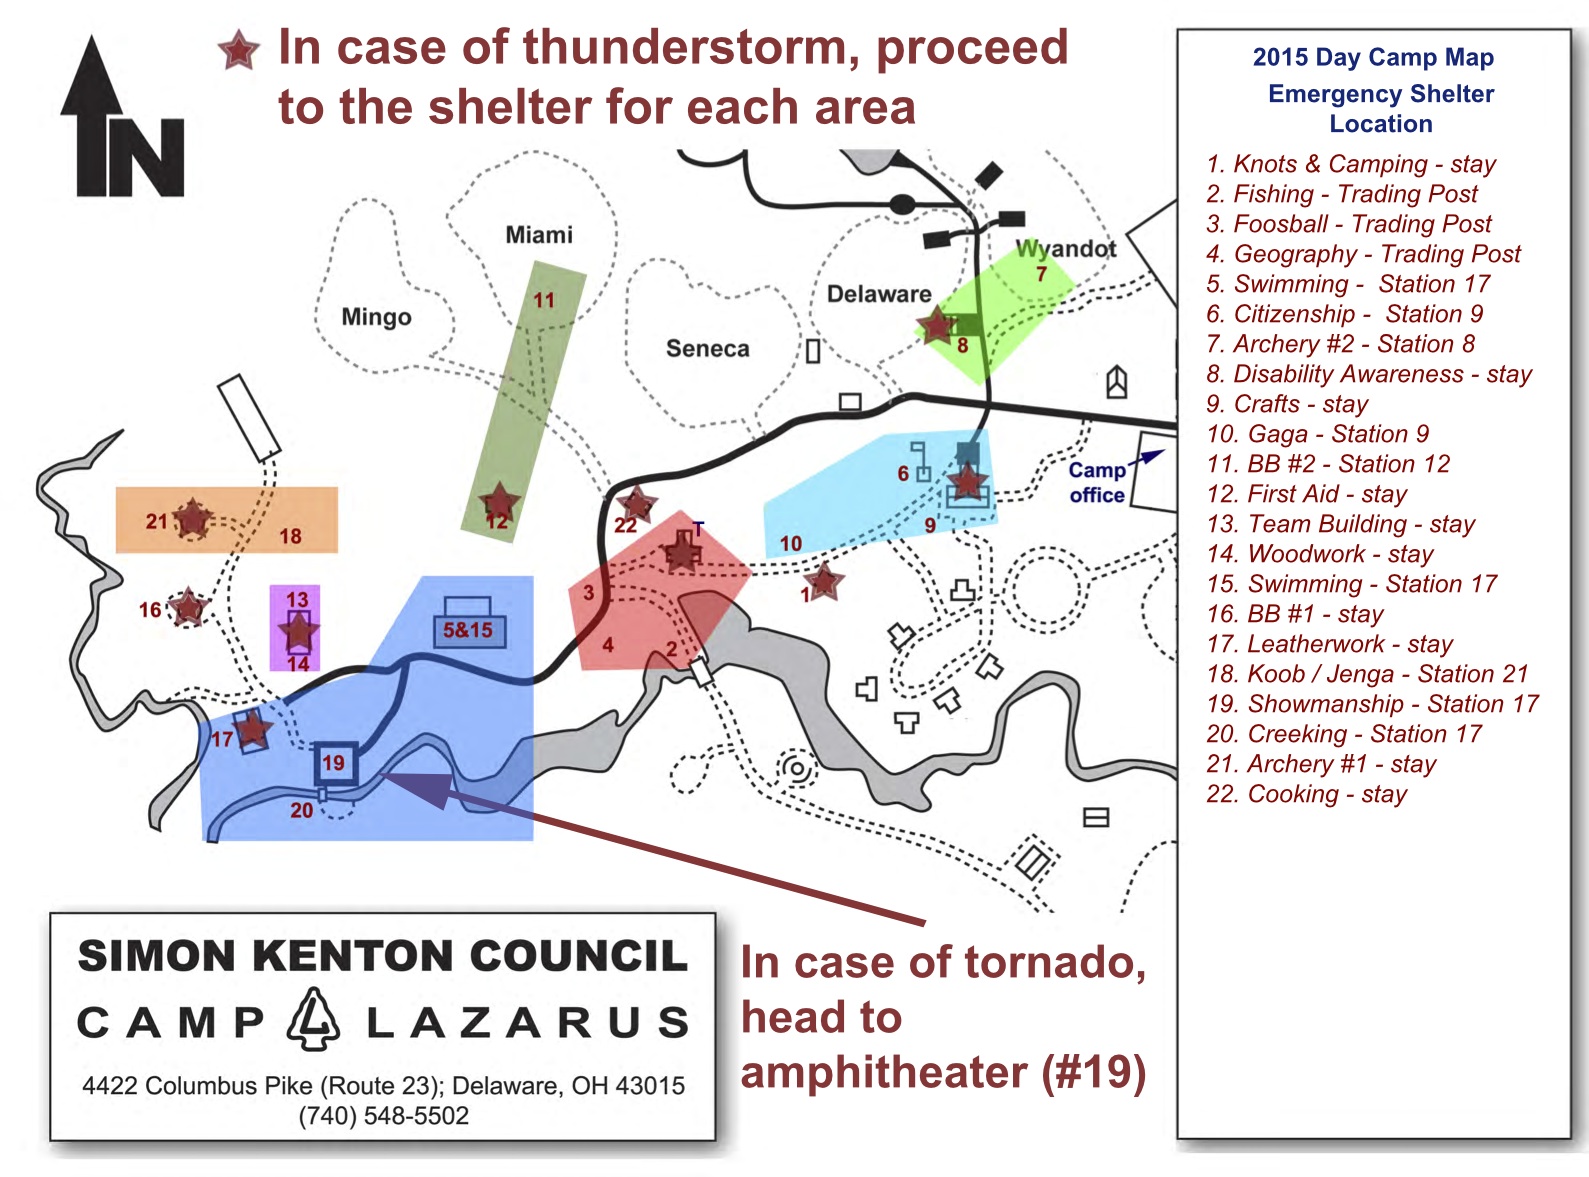 In case of thunderstorm, proceed
to the shelter for each area
N
Miami
Mingo
Seneca
Delaware
Wyandot
7
11
8
6
Camp
office
12
22
T
9
10
21
18
1
3
16
13
5&15
4
2
14
17
19
20
In case of tornado,
head to
amphitheater (#19)
SIMON KENTON COUNCIL
CAMP LAZARUS
4422 Columbus Pike (Route 23); Delaware, OH 43015
(740) 548-5502
2015 Day Camp Map
Emergency Shelter
Location
1. Knots & Camping - stay
2. Fishing - Trading Post
3. Foosball - Trading Post
4. Geography - Trading Post
5. Swimming - Station 17
6. Citizenship - Station 9
7. Archery #2 - Station 8
8. Disability Awareness - stay
9. Crafts - stay
10. Gaga - Station 9
11. BB #2 - Station 12
12. First Aid - stay
13. Team Building - stay
14. Woodwork - stay
15. Swimming - Station 17
16. BB #1 - stay
17. Leatherwork - stay
18. Koob / Jenga - Station 21
19. Showmanship - Station 17
20. Creeking - Station 17
21. Archery #1 - stay
22. Cooking - stay